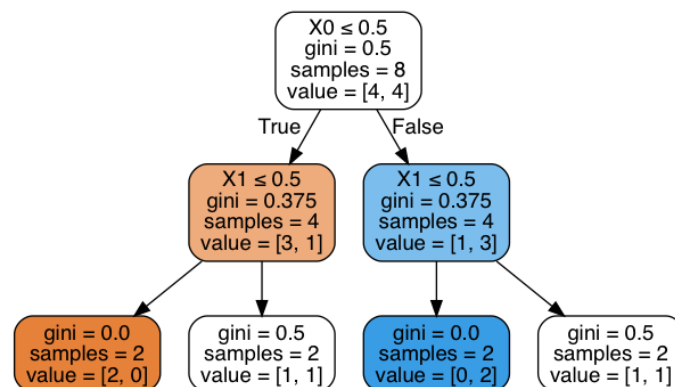 X0 ≤ 0.5
gini = 0.5
samples = 8
value = [4, 4]
True
False
X1 ≤ 0.5
gini = 0.375
samples = 4
value = [3, 1]
X1 ≤ 0.5
gini = 0.375
samples = 4
value = [1, 3]
gini = 0.0
samples = 2
value = [2, 0]
gini = 0.5
samples = 2
value = [1, 1]
gini = 0.0
samples = 2
value = [0, 2]
gini = 0.5
samples = 2
value = [1, 1]